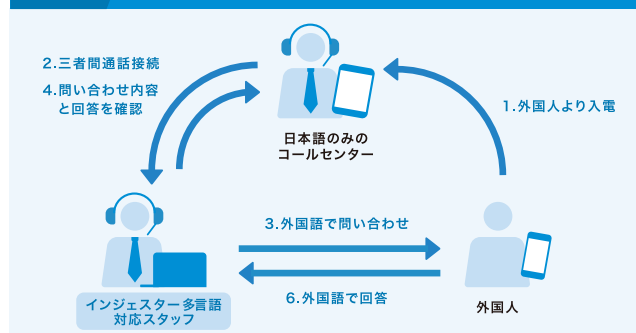 2.三者間通話接続
4.問い合わせ内容
と回答を確認
1.外国人より入電
日本語のみの
コールセンター
3.外国語で問い合わせ
6.外国語で回答
インジェスター多言語
対応スタッフ
外国人